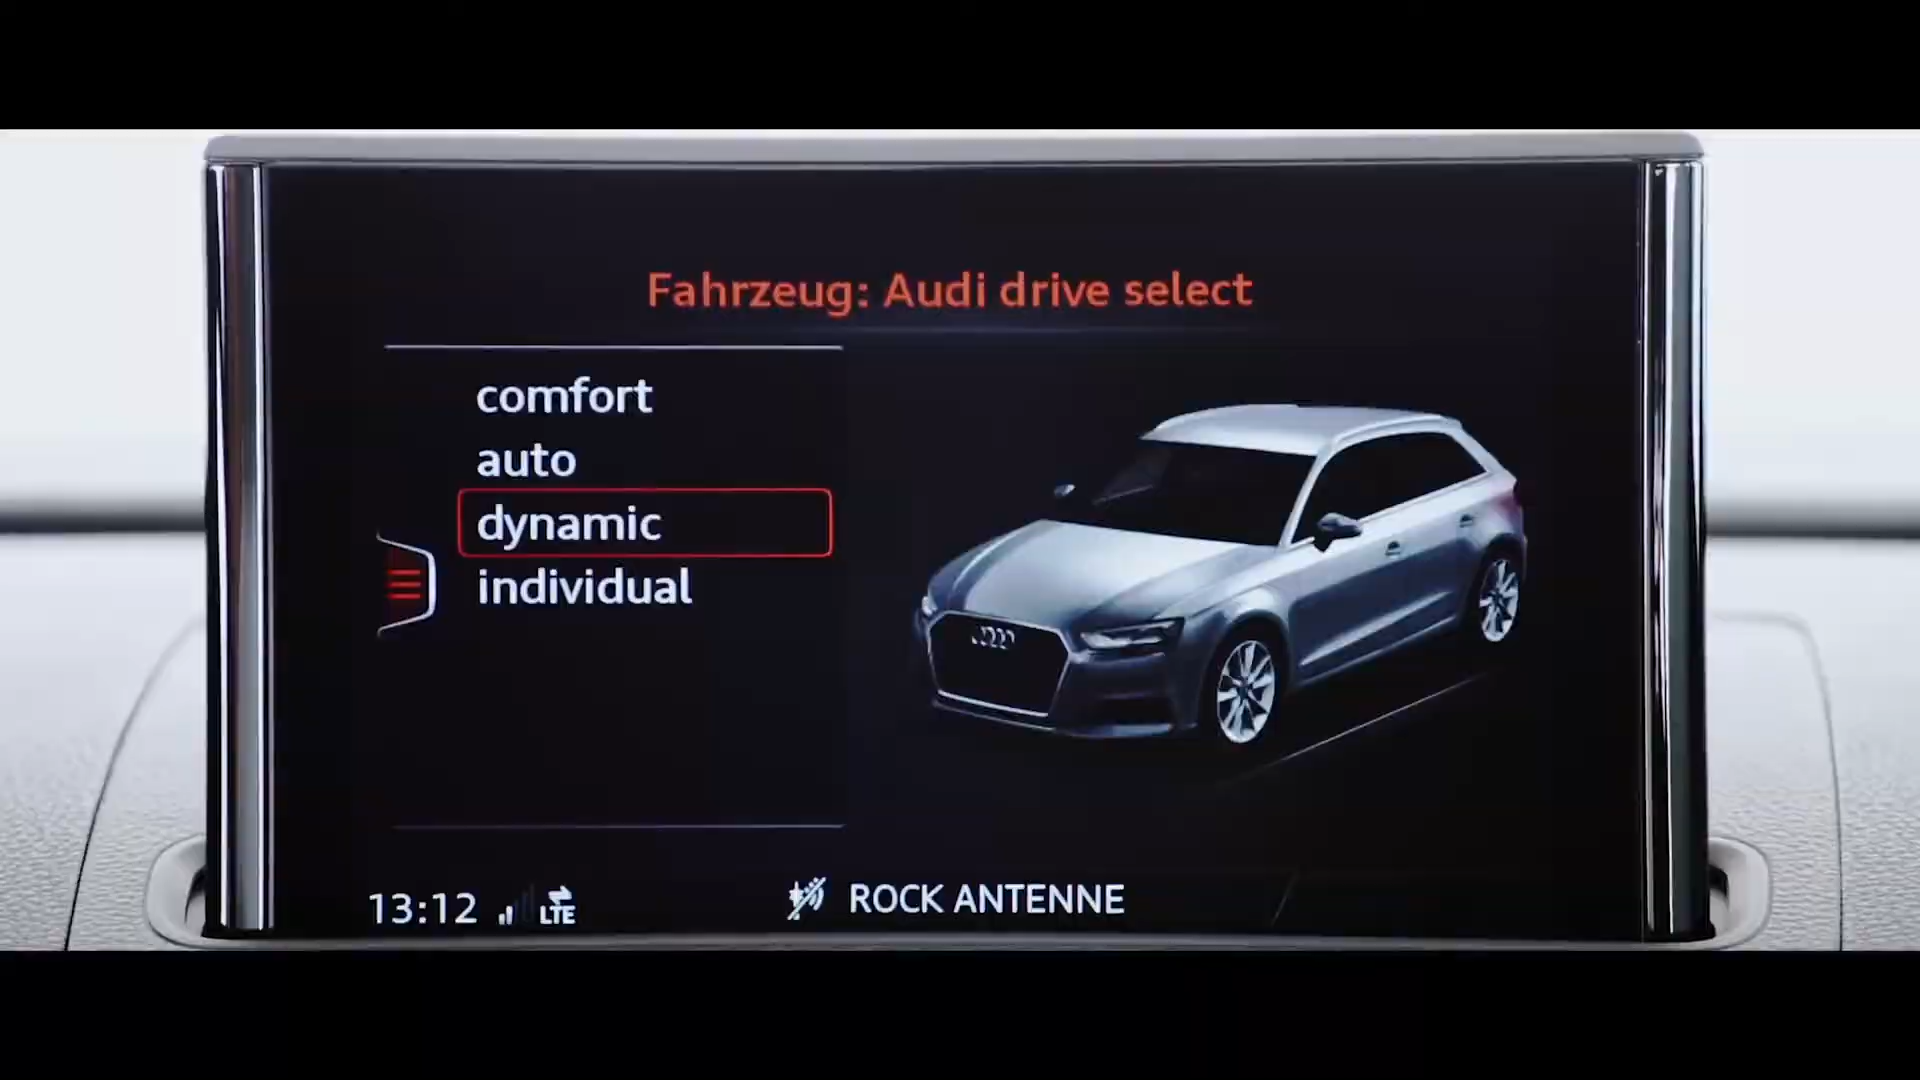 Fahrzeug: Audi drive select
comfort
auto
dynamic
individual
13:12 LTE
ROCK ANTENNE